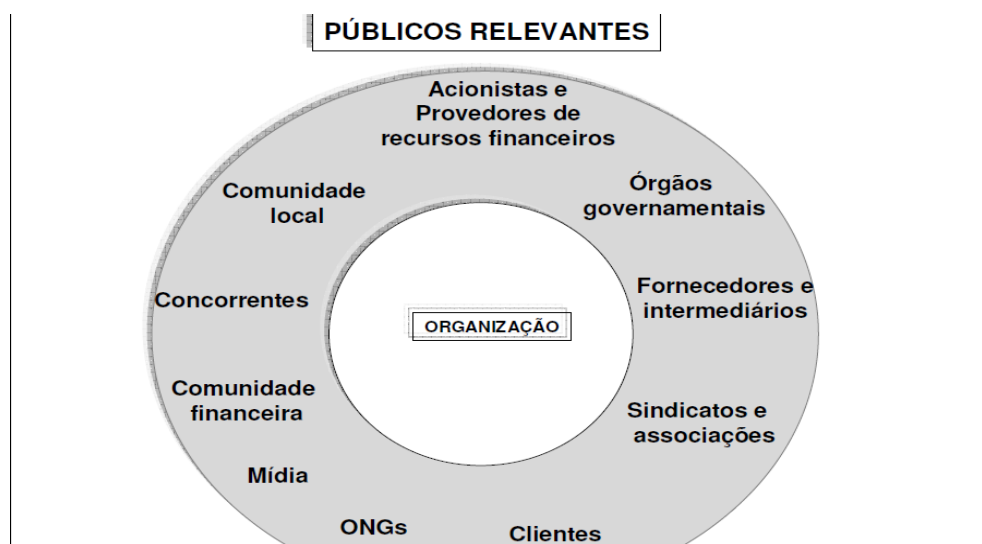 PÚBLICOS RELEVANTES
Acionistas e
Provedores de
recursos financeiros
Órgãos
governamentais
Comunidade
local
Fornecedores e
intermediários
Concorrentes
ORGANIZAÇÃO
Comunidade
financeira
Sindicatos e
associações
Mídia
ONGs
Clientes